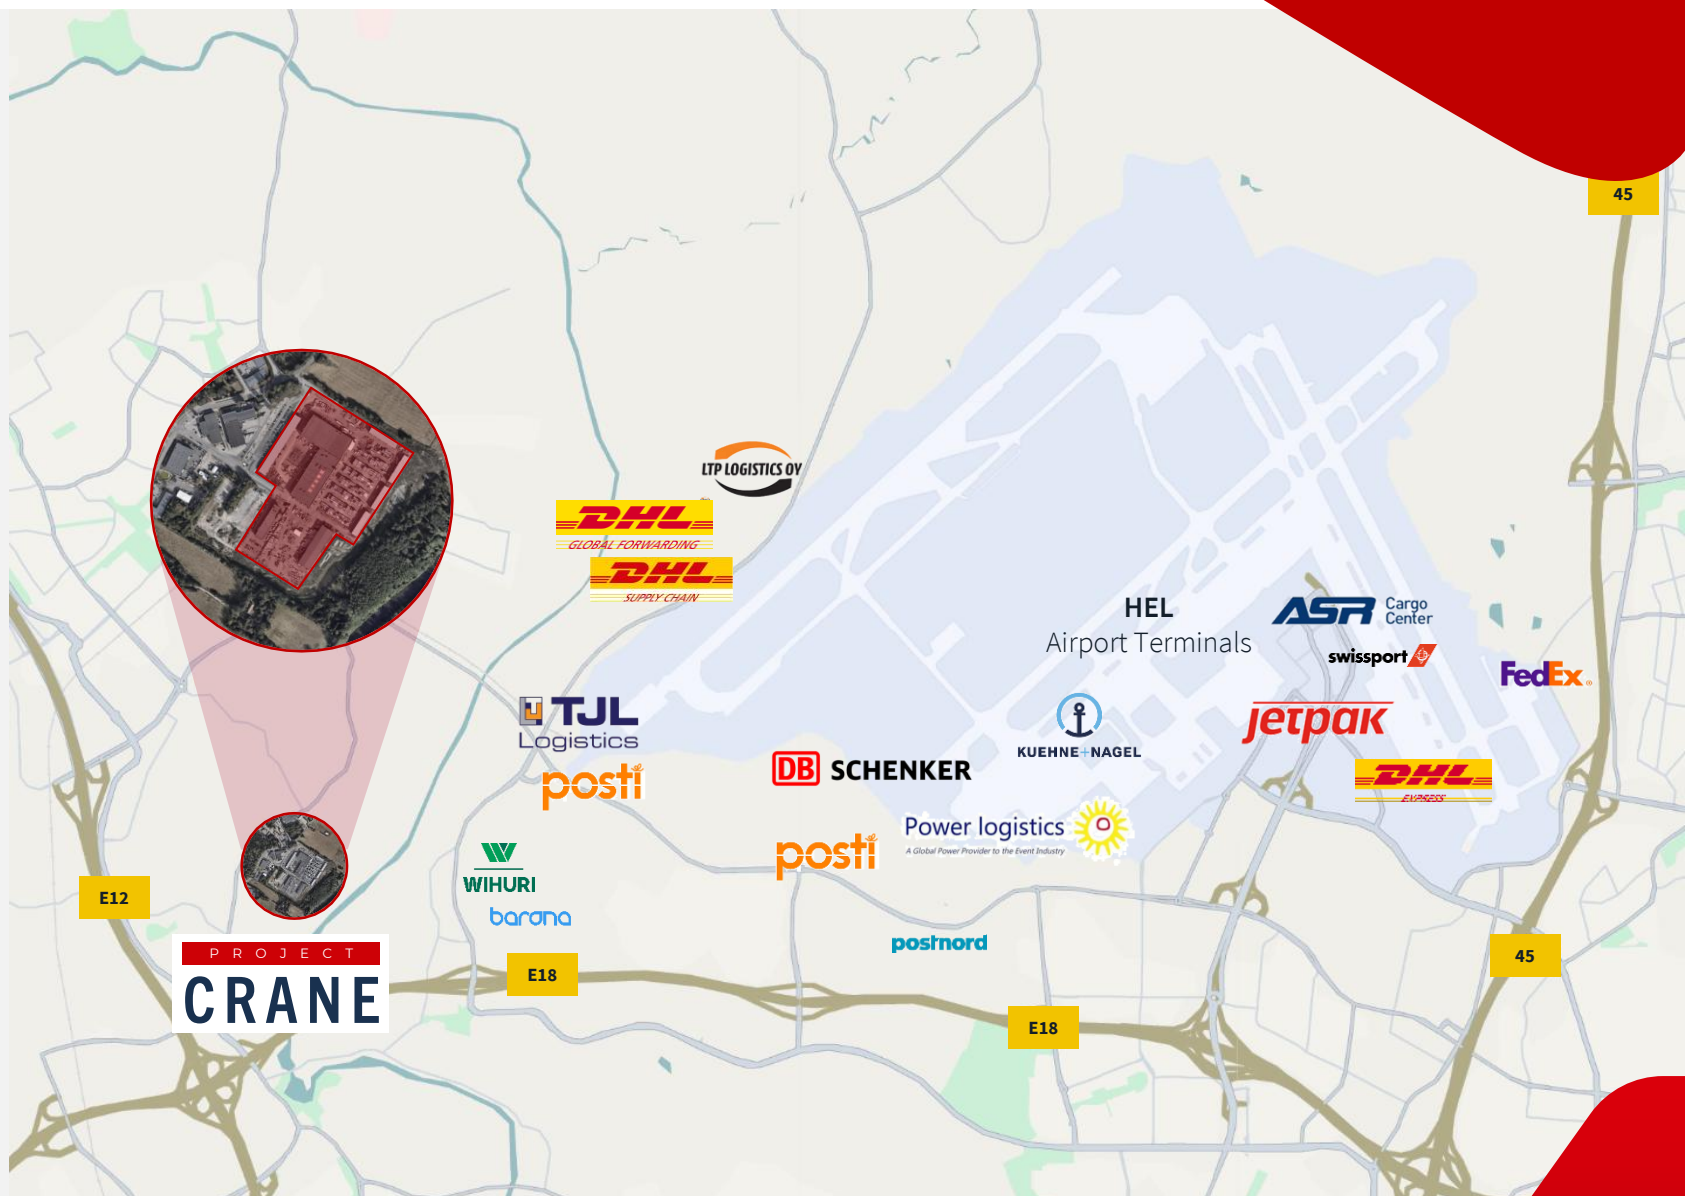 45
LTP LOGISTICS OY
DHL
GLOBAL FORWARDING
DHL
SUPPLY CHAIN
HEL
Airport Terminals
ASR Cargo Center
swissport
FedEx®
TJL
Logistics
KUEHNE+NAGEL
jetpak
DB SCHENKER
posti
DHL
EXPRESS
Power logistics
A Global Power Provider to the Event Industry
posti
WIHURI
barona
E12
postnord
PROJECT
CRANE
E18
45
E18